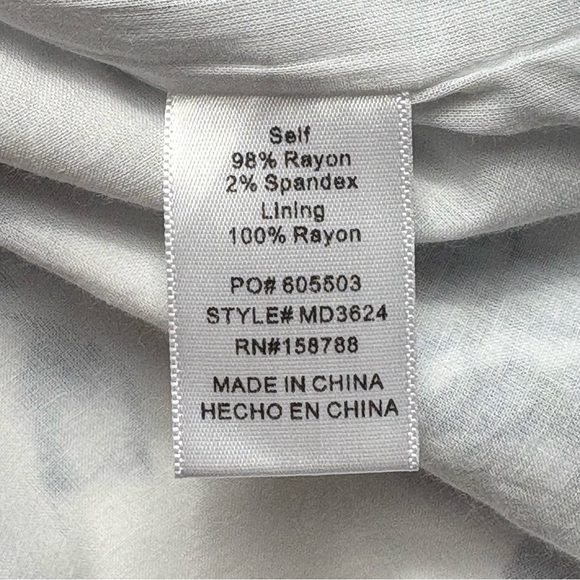 Self
98% Rayon
2% Spandex
Lining
100% Rayon
PO# 605503
STYLE# MD3624
RN#158788
MADE IN CHINA
HECHO EN CHINA